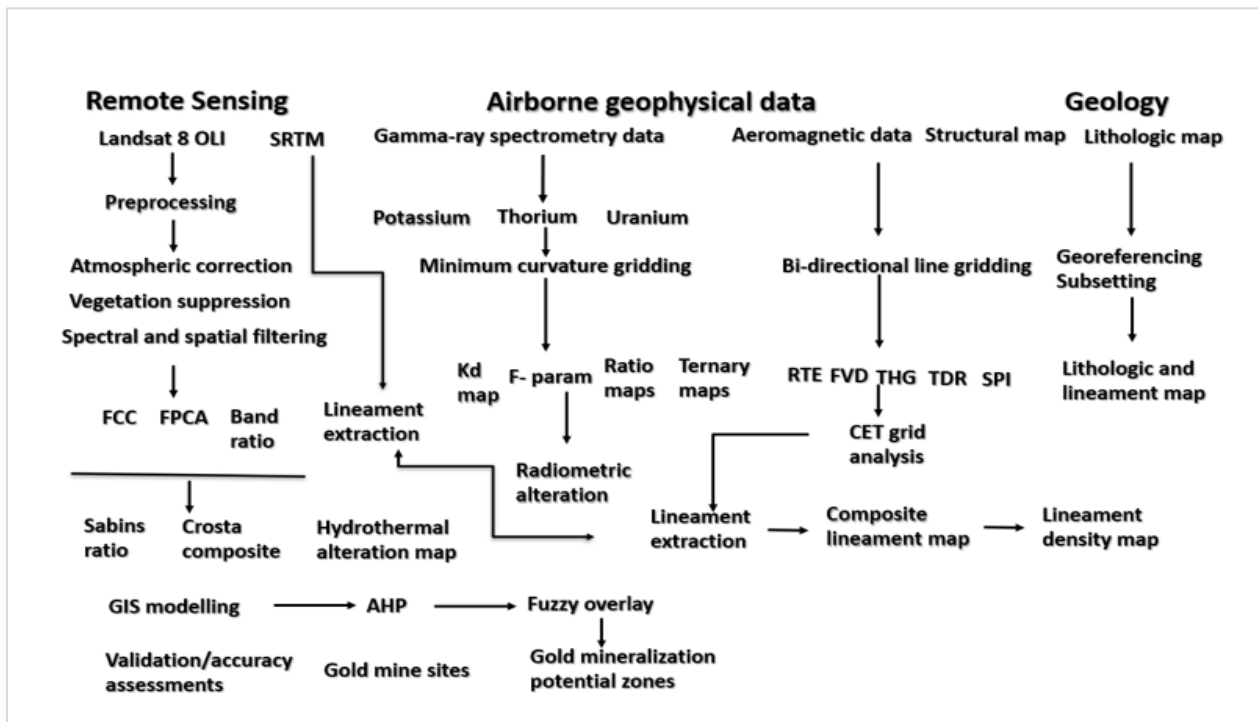 Remote Sensing
Airborne geophysical data
Geology
Landsat 8 OLI
SRTM
Gamma-ray spectrometry data
Aeromagnetic data
Structural map
Lithologic map
Preprocessing
Potassium
Thorium
Uranium
Atmospheric correction
Minimum curvature gridding
Bi-directional line gridding
Georeferencing
Subsetting
Vegetation suppression
Spectral and spatial filtering
Kd
map
F- param
Ratio
maps
Ternary
maps
RTE
FVD
THG
TDR
SPI
Lithologic and
lineament map
FCC
FPCA
Band
ratio
Lineament
extraction
CET grid
analysis
Radiometric
alteration
Sabins
ratio
Crosta
composite
Hydrothermal
alteration map
Lineament
extraction
Composite
lineament map
Lineament
density map
GIS modelling
AHP
Fuzzy overlay
Validation/accuracy
assessments
Gold mine sites
Gold mineralization
potential zones